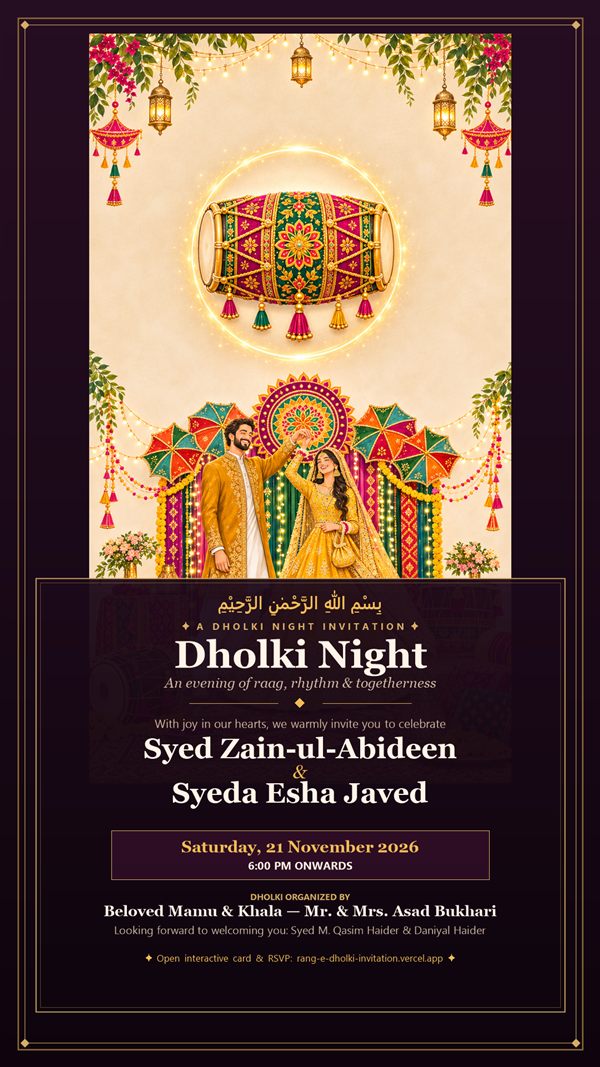 بِسْمِ اللّٰهِ الرَّحْمٰنِ الرَّحِيْمِ
✦ A DHOLKI NIGHT INVITATION ✦
Dholki Night
An evening of raag, rhythm & togetherness
With joy in our hearts, we warmly invite you to celebrate
Syed Zain-ul-Abideen
&
Syeda Esha Javed
Saturday, 21 November 2026
6:00 PM ONWARDS
DHOLKI ORGANIZED BY
Beloved Mamu & Khala — Mr. & Mrs. Asad Bukhari
Looking forward to welcoming you: Syed M. Qasim Haider & Daniyal Haider
✦ Open interactive card & RSVP: rang-e-dholki-invitation.vercel.app ✦